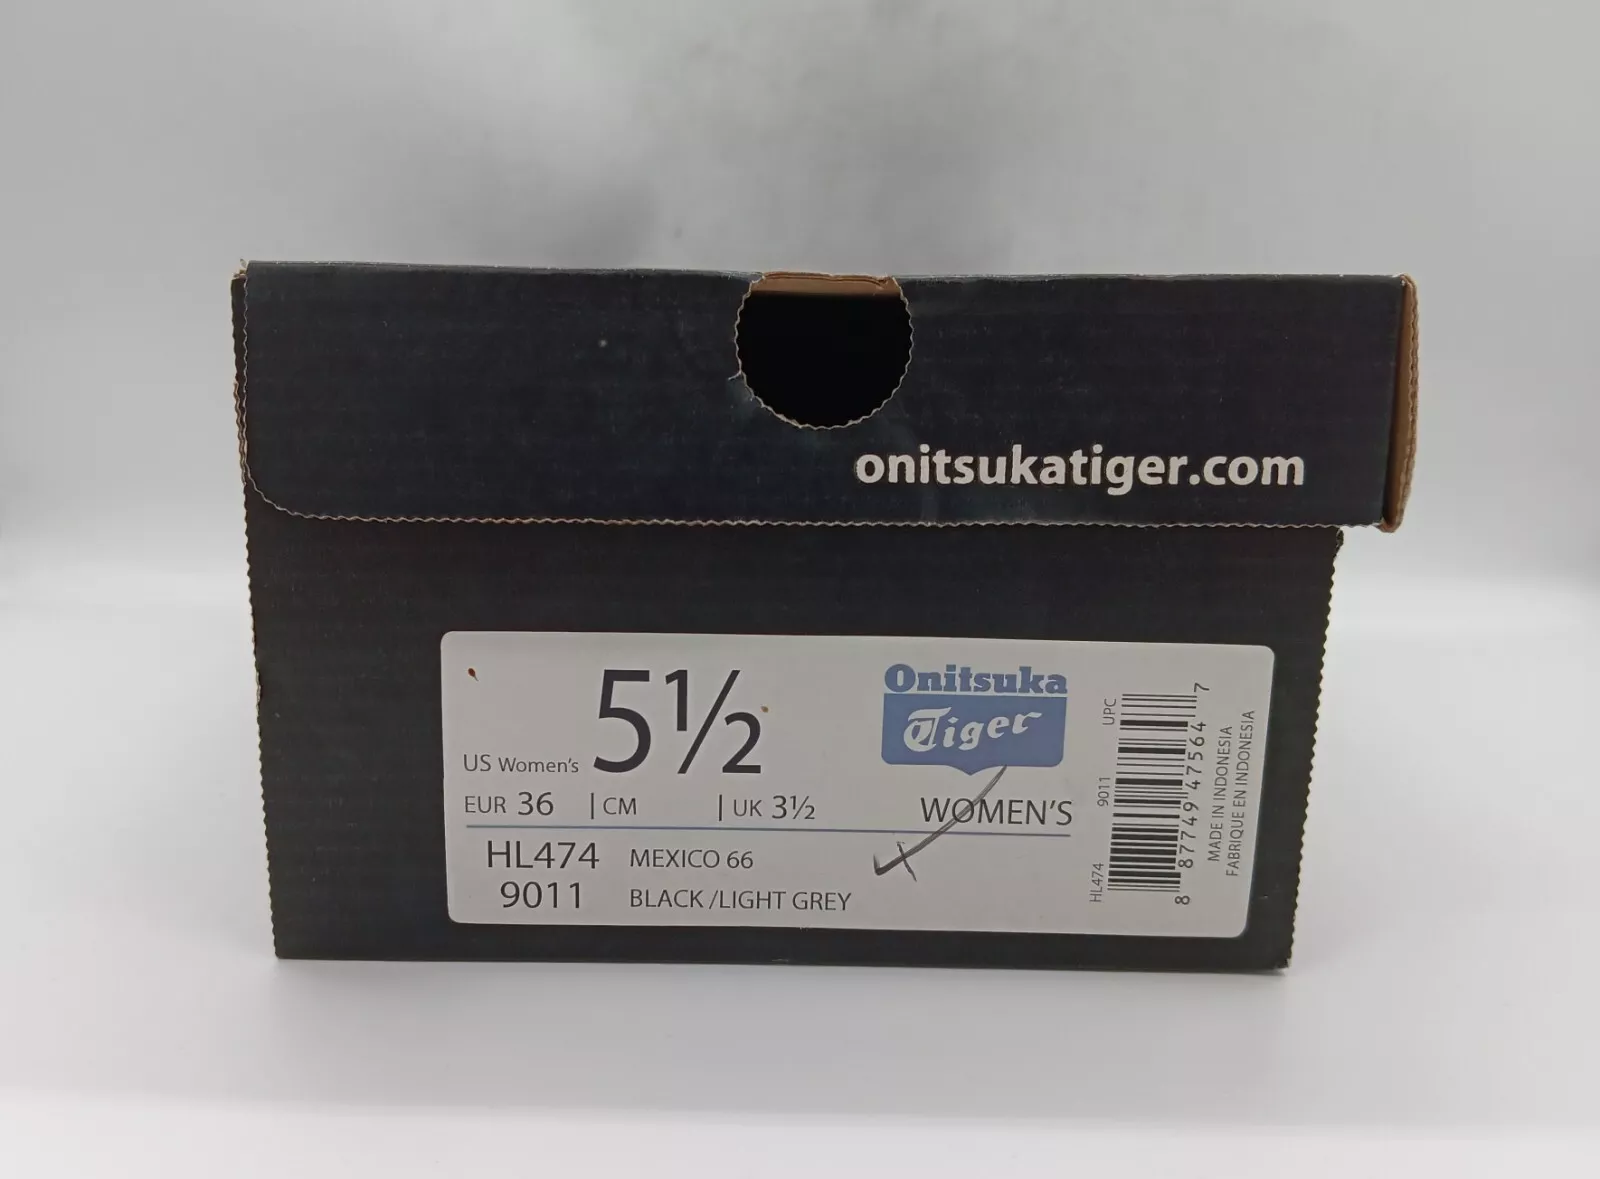 onitsukatiger.com
US Women's 5½
EUR 36 | CM | UK 3½
HL474 MEXICO 66
9011 BLACK /LIGHT GREY
Onitsuka
Tiger
WOMEN'S
HL474 9011 UPC
8 87749 47564 7
MADE IN INDONESIA
FABRIQUE EN INDONESIA